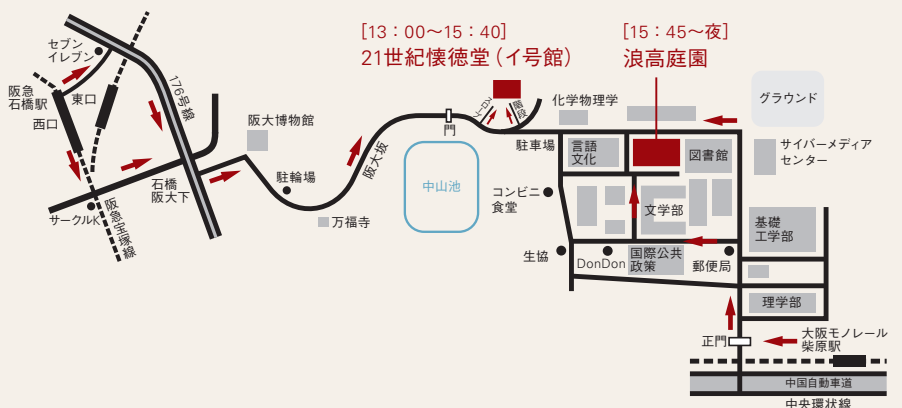 [13：00〜15：40]
21世紀懐徳堂（イ号館）
[15：45〜夜]
浪高庭園
セブン
イレブン
阪急
石橋駅
東口
西口
176号線
サークルK
阪急宝塚線
石橋
阪大下
阪大博物館
駐輪場
万福寺
阪大坂
門
中山池
スロープ
階段
化学物理学
駐車場
言語
文化
図書館
グラウンド
サイバーメディア
センター
コンビニ
食堂
文学部
基礎
工学部
生協
DonDon
国際公共
政策
郵便局
理学部
正門
大阪モノレール
柴原駅
中国自動車道
中央環状線